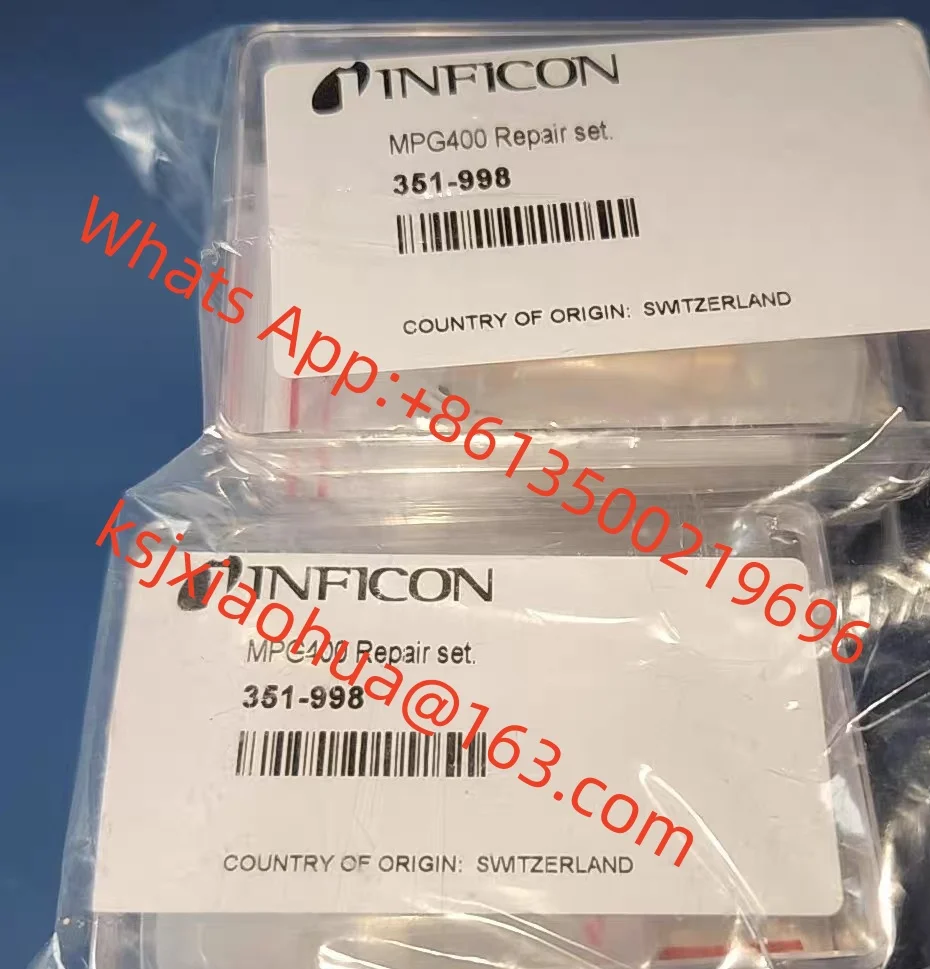 INFICON
MPG400 Repair set.
351-998
COUNTRY OF ORIGIN: SWITZERLAND
Whats App:+8613500219696
ksjxiaohua@163.com
INFICON
MPG400 Repair set.
351-998
COUNTRY OF ORIGIN: SWITZERLAND